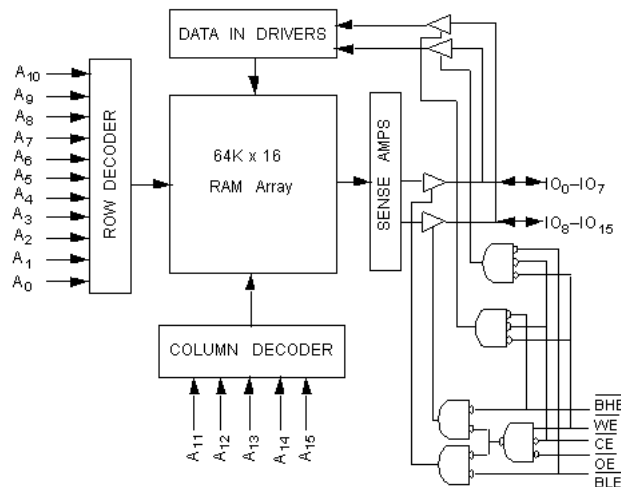 DATA IN DRIVERS
A10
A9
A8
A7
A6
A5
A4
A3
A2
A1
A0
ROW DECODER
64K x 16
RAM Array
SENSE AMPS
IO0–IO7
IO8–IO15
COLUMN DECODER
A11
A12
A13
A14
A15
BHE
WE
CE
OE
BLE